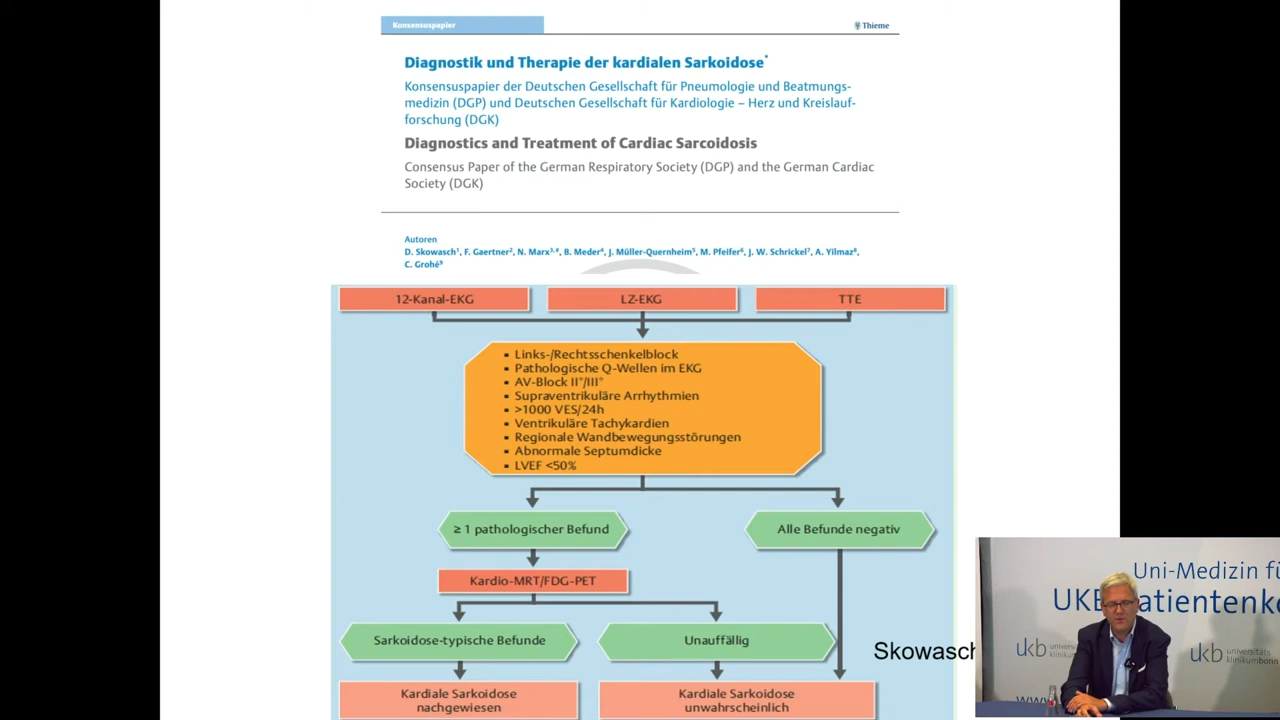 Konsensuspapier
Thieme
Diagnostik und Therapie der kardialen Sarkoidose*
Konsensuspapier der Deutschen Gesellschaft für Pneumologie und Beatmungs-
medizin (DGP) und Deutschen Gesellschaft für Kardiologie – Herz und Kreislauf-
forschung (DGK)
Diagnostics and Treatment of Cardiac Sarcoidosis
Consensus Paper of the German Respiratory Society (DGP) and the German Cardiac
Society (DGK)
Autoren
D. Skowasch¹, F. Gaertner², N. Marx³,#, B. Meder⁴, J. Müller-Quernheim⁵, M. Pfeifer⁶, J. W. Schrickel⁷, A. Yilmaz⁸,
C. Grohé⁹
12-Kanal-EKG
LZ-EKG
TTE
▪ Links-/Rechtsschenkelblock
▪ Pathologische Q-Wellen im EKG
▪ AV-Block II°/III°
▪ Supraventrikuläre Arrhythmien
▪ >1000 VES/24h
▪ Ventrikuläre Tachykardien
▪ Regionale Wandbewegungsstörungen
▪ Abnormale Septumdicke
▪ LVEF <50%
≥ 1 pathologischer Befund
Alle Befunde negativ
Kardio-MRT/FDG-PET
Sarkoidose-typische Befunde
Unauffällig
Skowasch
Kardiale Sarkoidose
nachgewiesen
Kardiale Sarkoidose
unwahrscheinlich
Uni-Medizin fü
UKB atientenko
ukb univers
klinikum
ukb universitäts
klinikumbonn